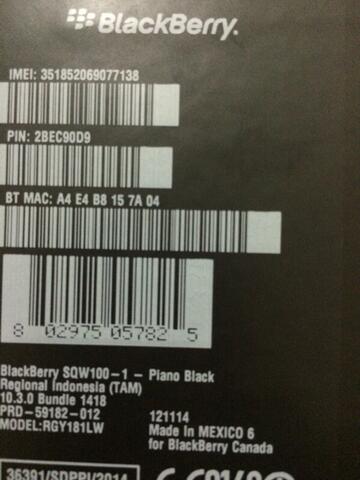 BlackBerry.
IMEI: 351852069077138
PIN: 2BEC90D9
BT MAC: A4 E4 B8 15 7A 04
8 02975 05782 5
BlackBerry SQW100-1 - Piano Black
Regional Indonesia (TAM)
10.3.0 Bundle 1418
PRD-59182-012 121114
MODEL:RGY181LW Made in MEXICO 6
for BlackBerry Canada
36391/SDPPI/2014